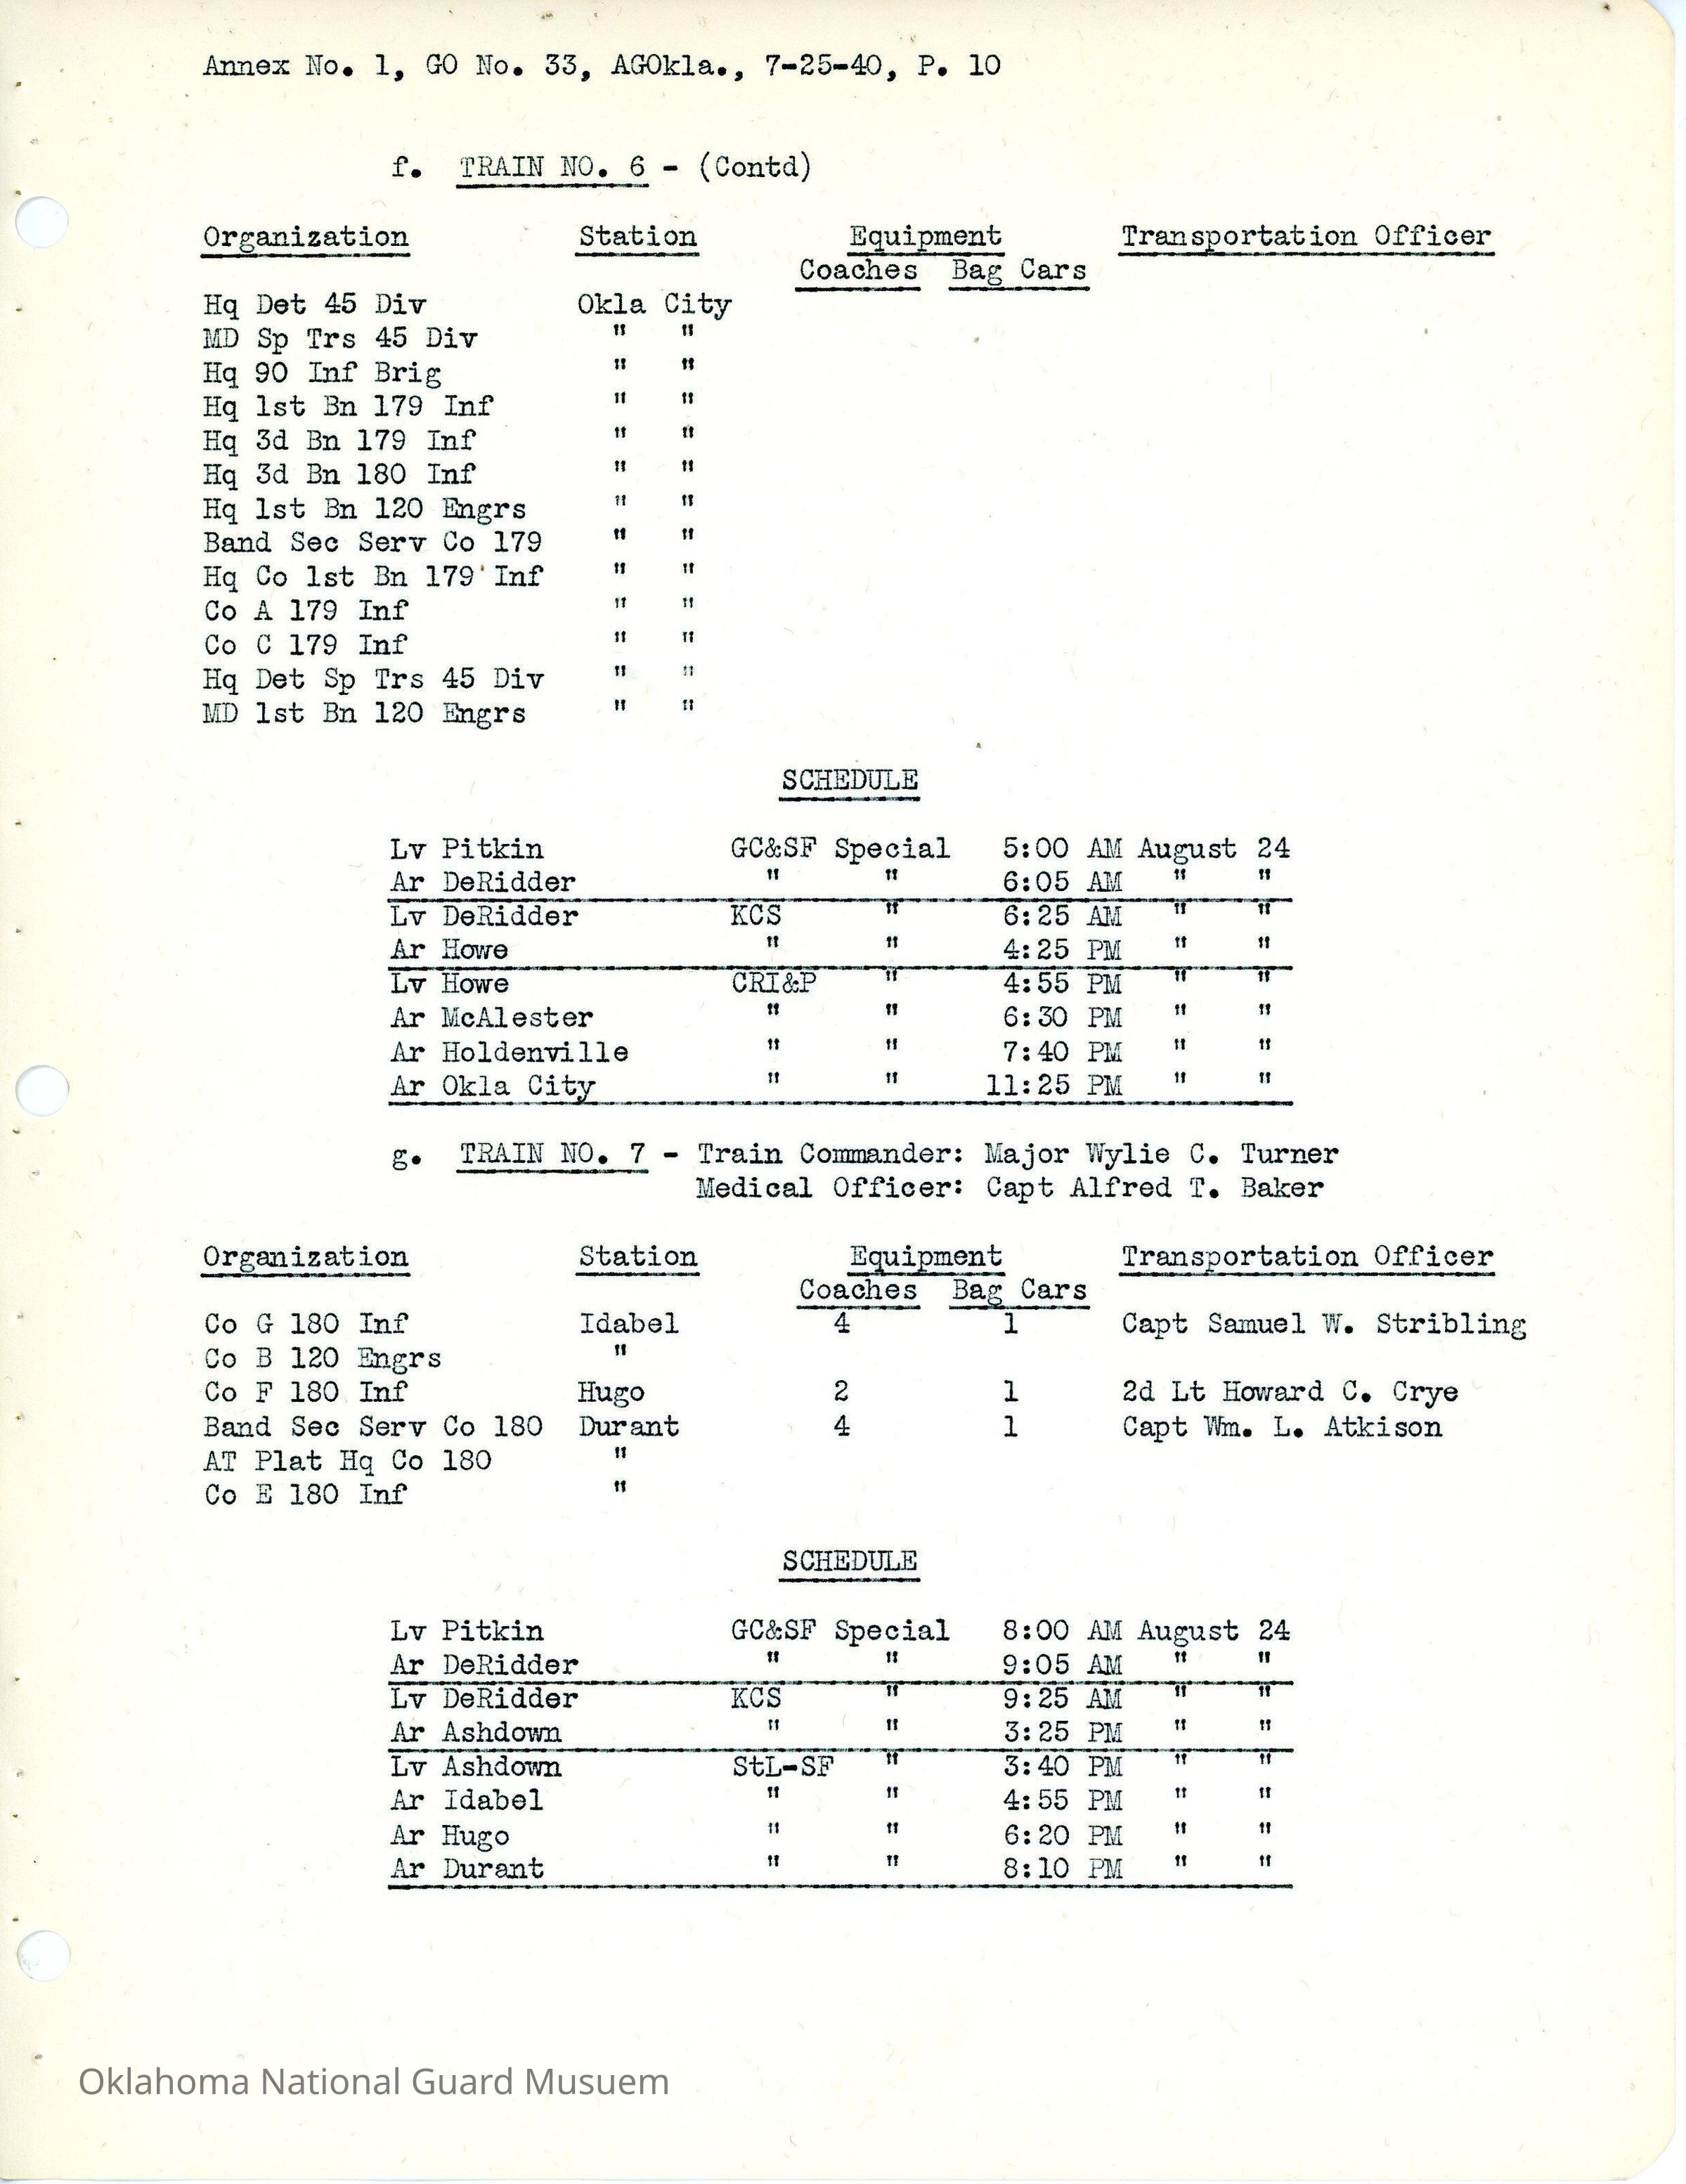 Annex No. 1, GO No. 33, AGOkla., 7-25-40, P. 10
f. TRAIN NO. 6 - (Contd)
Organization Station Equipment Transportation Officer
Coaches Bag Cars
Hq Det 45 Div Okla City
MD Sp Trs 45 Div " "
Hq 90 Inf Brig " "
Hq 1st Bn 179 Inf " "
Hq 3d Bn 179 Inf " "
Hq 3d Bn 180 Inf " "
Hq 1st Bn 120 Engrs " "
Band Sec Serv Co 179 " "
Hq Co 1st Bn 179 Inf " "
Co A 179 Inf " "
Co C 179 Inf " "
Hq Det Sp Trs 45 Div " "
MD 1st Bn 120 Engrs " "
SCHEDULE
Lv Pitkin GC&SF Special 5:00 AM August 24
Ar DeRidder " " 6:05 AM " "
Lv DeRidder KCS " 6:25 AM " "
Ar Howe " " 4:25 PM " "
Lv Howe CRI&P " 4:55 PM " "
Ar McAlester " " 6:30 PM " "
Ar Holdenville " " 7:40 PM " "
Ar Okla City " " 11:25 PM " "
g. TRAIN NO. 7 - Train Commander: Major Wylie C. Turner
Medical Officer: Capt Alfred T. Baker
Organization Station Equipment Transportation Officer
Coaches Bag Cars
Co G 180 Inf Idabel 4 1 Capt Samuel W. Stribling
Co B 120 Engrs "
Co F 180 Inf Hugo 2 1 2d Lt Howard C. Crye
Band Sec Serv Co 180 Durant 4 1 Capt Wm. L. Atkison
AT Plat Hq Co 180 "
Co E 180 Inf "
SCHEDULE
Lv Pitkin GC&SF Special 8:00 AM August 24
Ar DeRidder " " 9:05 AM " "
Lv DeRidder KCS " 9:25 AM " "
Ar Ashdown " " 3:25 PM " "
Lv Ashdown StL-SF " 3:40 PM " "
Ar Idabel " " 4:55 PM " "
Ar Hugo " " 6:20 PM " "
Ar Durant " " 8:10 PM " "
Oklahoma National Guard Musuem